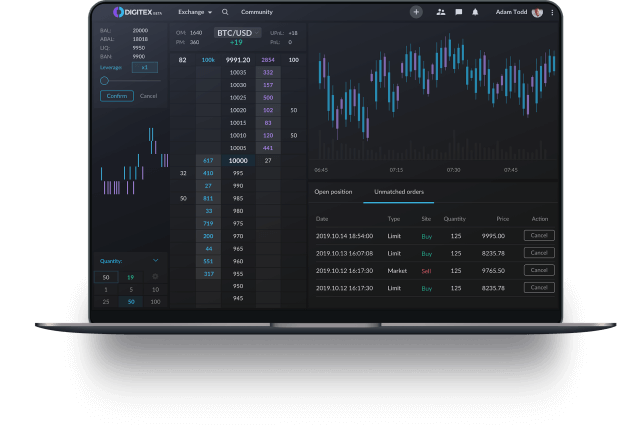 DIGITEX BETA Exchange Community Adam Todd
BAL: 20000
ABAL: 18018
LIQ: 9950
BAN: 9900
Leverage: x1
Confirm Cancel
OM: 1640 BTC/USD UPnL: +18
PM: 360 +19 PnL: 0
82 100k 9991.20 2854 100
10035 332
10030 157
10025 500
10020 102 50
10015 83
10010 120 50
10005 441
617 10000 27
32 410 995
27 990
50 811 985
33 980
719 975
200 970
44 965
551 960
357 955
950
945
Quantity:
50 19
1 5 10
25 50 100
06:45 07:15 07:30 07:45
Open position Unmatched orders
Date Type Site Quantity Price Action
2019.10.14 18:54:00 Limit Buy 125 9995.00 Cancel
2019.10.13 16:07:08 Limit Buy 125 8235.78 Cancel
2019.10.12 16:17:30 Market Sell 125 9765.50 Cancel
2019.10.12 16:17:30 Limit Buy 125 8235.78 Cancel